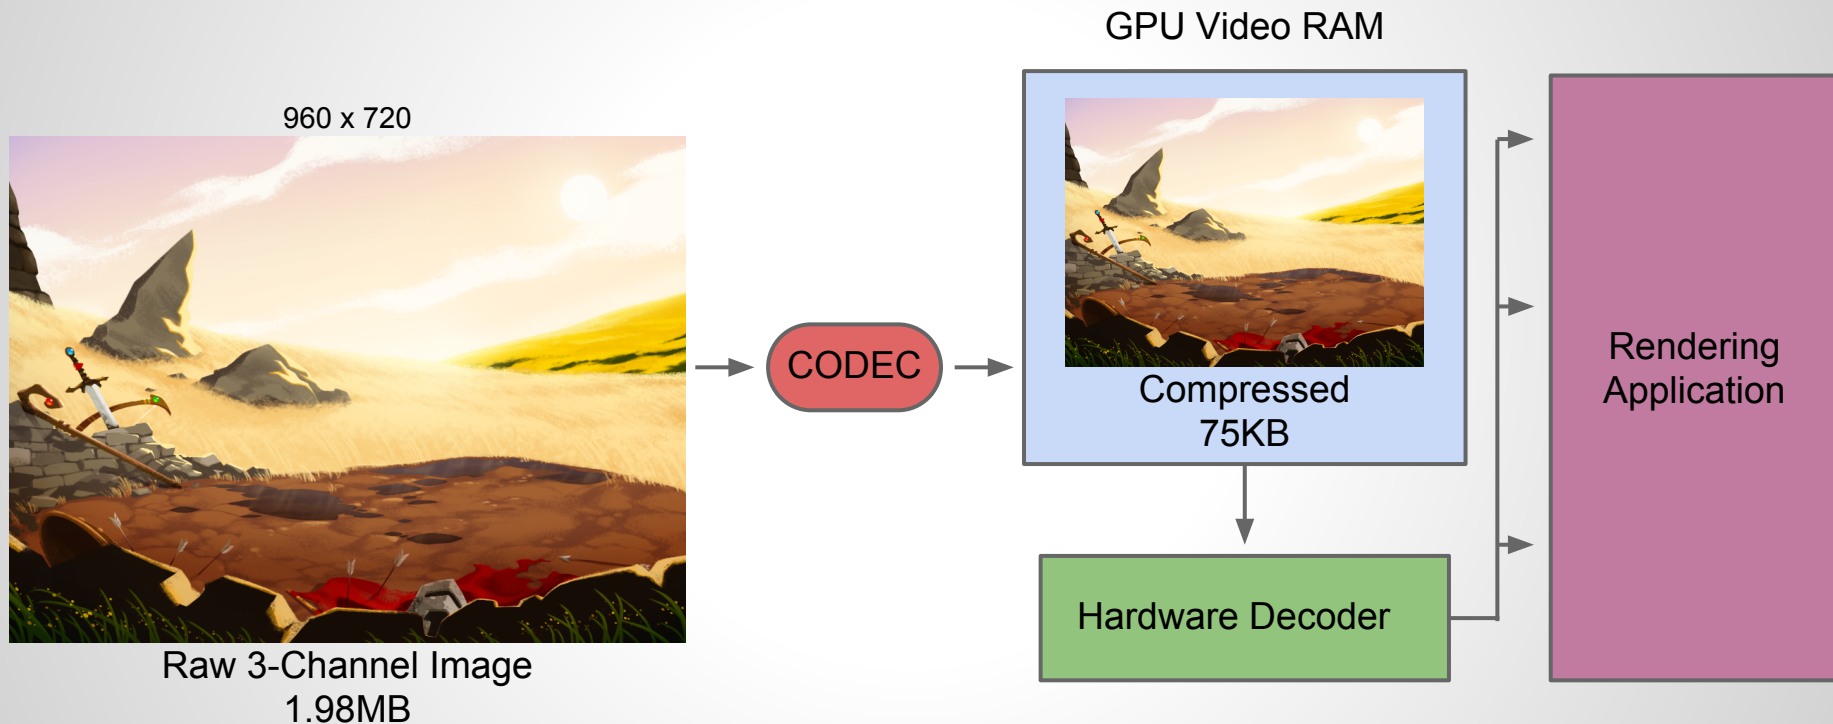 960 x 720
Raw 3-Channel Image
1.98MB
CODEC
GPU Video RAM
Compressed
75KB
Hardware Decoder
Rendering
Application